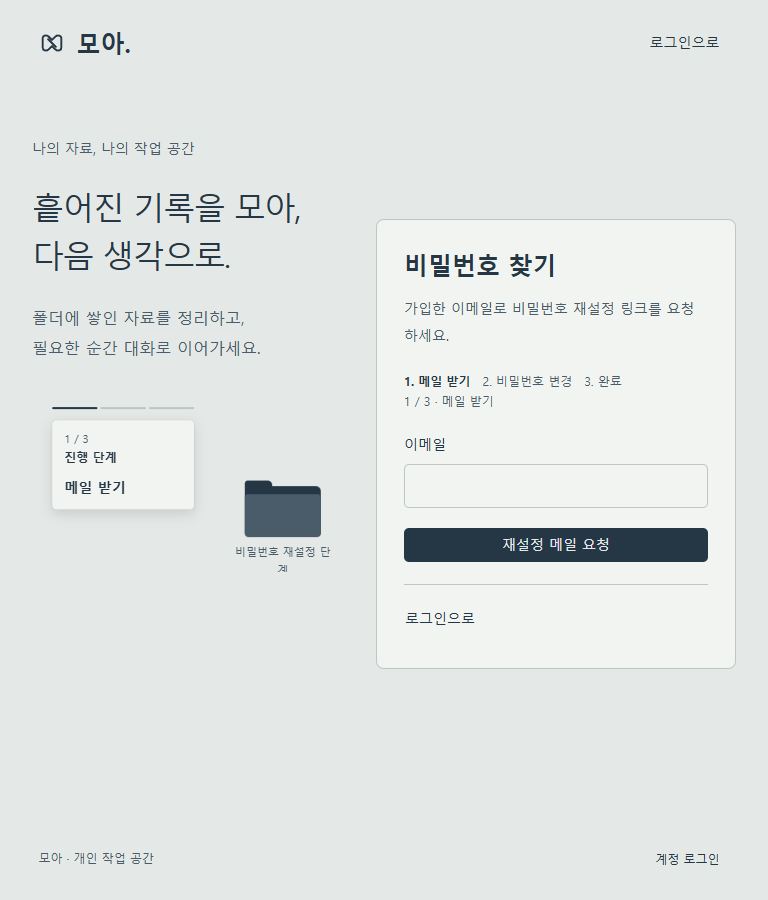 모아.
로그인으로
나의 자료, 나의 작업 공간
흩어진 기록을 모아,
다음 생각으로.
폴더에 쌓인 자료를 정리하고,
필요한 순간 대화로 이어가세요.
1 / 3
진행 단계
메일 받기
비밀번호 재설정 단
계
비밀번호 찾기
가입한 이메일로 비밀번호 재설정 링크를 요청
하세요.
1. 메일 받기 2. 비밀번호 변경 3. 완료
1 / 3 · 메일 받기
이메일
재설정 메일 요청
로그인으로
모아 · 개인 작업 공간
계정 로그인